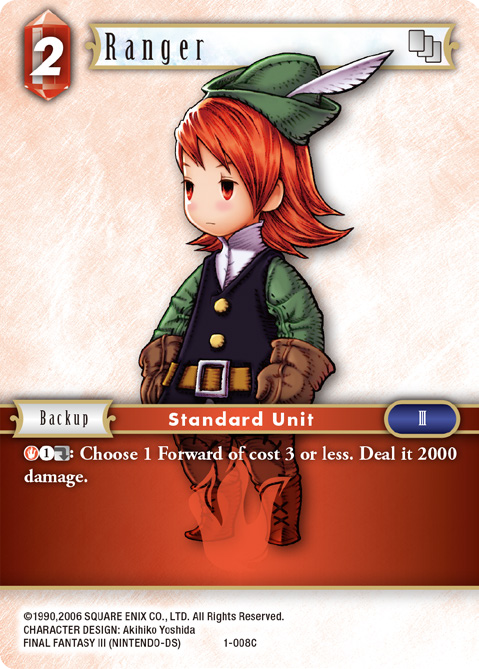 2
Ranger
Backup
Standard Unit
III
1: Choose 1 Forward of cost 3 or less. Deal it 2000
damage.
©1990,2006 SQUARE ENIX CO., LTD. All Rights Reserved.
CHARACTER DESIGN: Akihiko Yoshida
FINAL FANTASY III (NINTENDO-DS) 1-008C